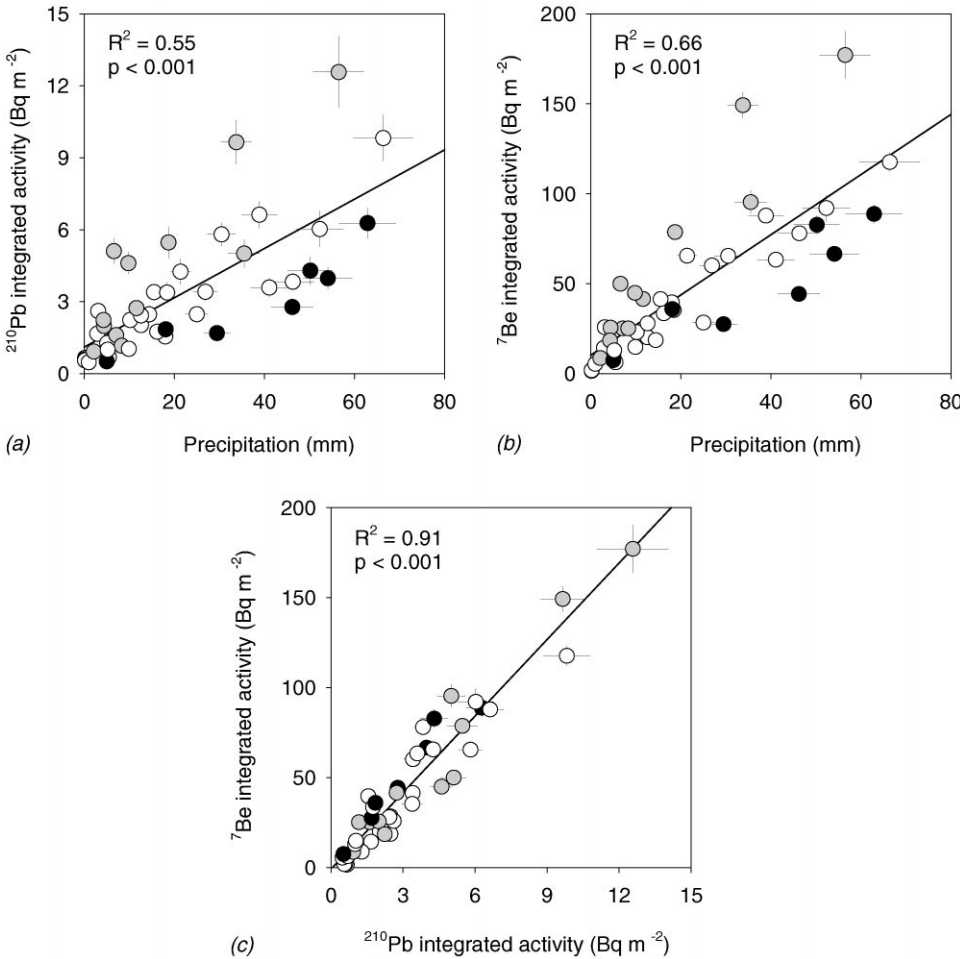 R² = 0.55
p < 0.001
²¹⁰Pb integrated activity (Bq m⁻²)
15
12
9
6
3
0
0 20 40 60 80
Precipitation (mm)
(a)
R² = 0.66
p < 0.001
⁷Be integrated activity (Bq m⁻²)
200
150
100
50
0
0 20 40 60 80
Precipitation (mm)
(b)
R² = 0.91
p < 0.001
⁷Be integrated activity (Bq m⁻²)
200
150
100
50
0
0 3 6 9 12 15
²¹⁰Pb integrated activity (Bq m⁻²)
(c)